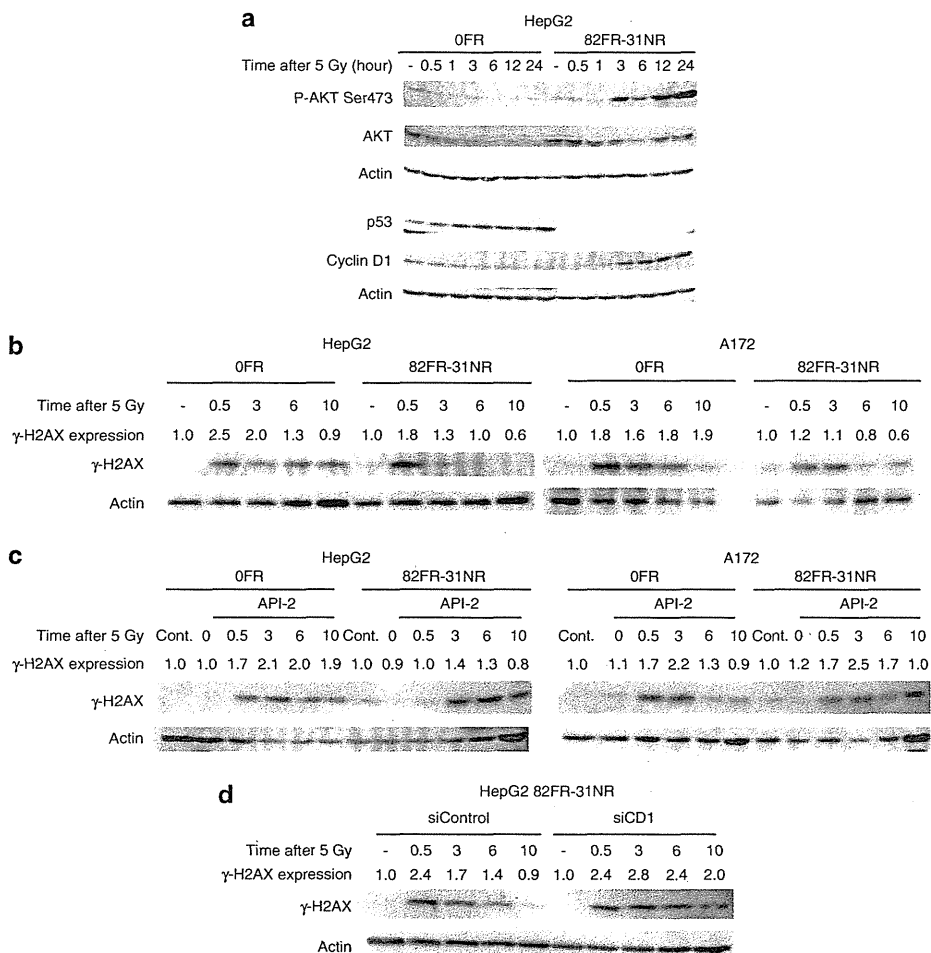 a
HepG2
0FR 82FR-31NR
Time after 5 Gy (hour) - 0.5 1 3 6 12 24 - 0.5 1 3 6 12 24
P-AKT Ser473
AKT
Actin
p53
Cyclin D1
Actin
b
HepG2 A172
0FR 82FR-31NR 0FR 82FR-31NR
Time after 5 Gy - 0.5 3 6 10 - 0.5 3 6 10 - 0.5 3 6 10 - 0.5 3 6 10
γ-H2AX expression 1.0 2.5 2.0 1.3 0.9 1.0 1.8 1.3 1.0 0.6 1.0 1.8 1.6 1.8 1.9 1.0 1.2 1.1 0.8 0.6
γ-H2AX
Actin
c
HepG2 A172
0FR 82FR-31NR 0FR 82FR-31NR
API-2 API-2 API-2 API-2
Time after 5 Gy Cont. 0 0.5 3 6 10 Cont. 0 0.5 3 6 10 Cont. 0 0.5 3 6 10 Cont. 0 0.5 3 6 10
γ-H2AX expression 1.0 1.0 1.7 2.1 2.0 1.9 1.0 0.9 1.0 1.4 1.3 0.8 1.0 1.1 1.7 2.2 1.3 0.9 1.0 1.2 1.7 2.5 1.7 1.0
γ-H2AX
Actin
d
HepG2 82FR-31NR
siControl siCD1
Time after 5 Gy - 0.5 3 6 10 - 0.5 3 6 10
γ-H2AX expression 1.0 2.4 1.7 1.4 0.9 1.0 2.4 2.8 2.4 2.0
γ-H2AX
Actin